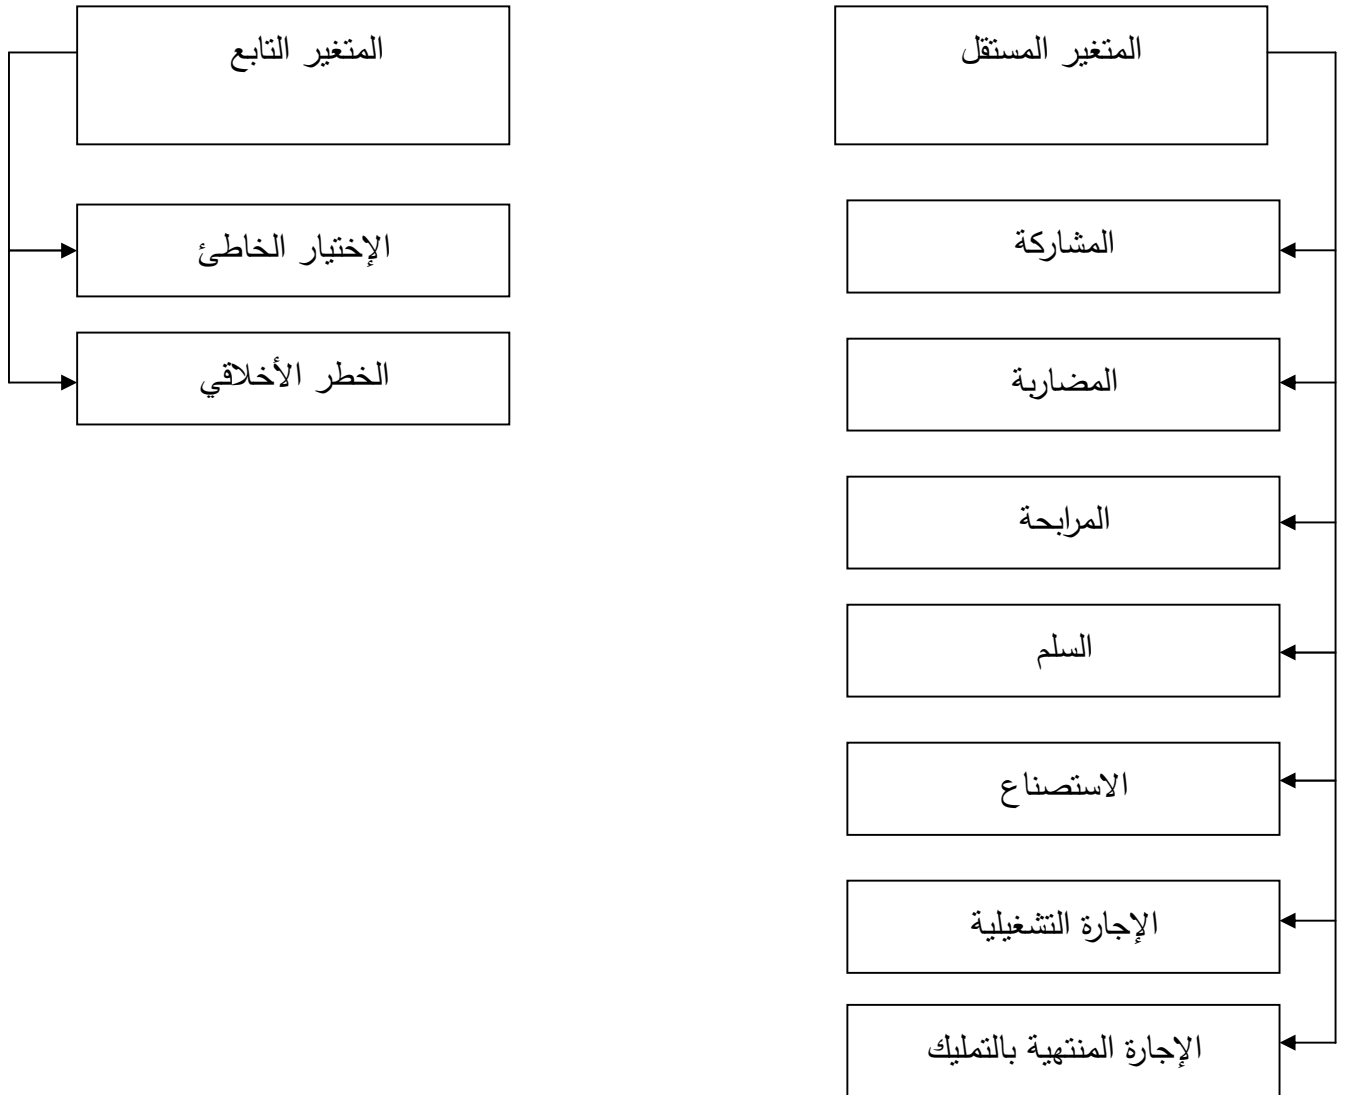 المتغير المستقل
المتغير التابع
المشاركة
المضاربة
المرابحة
السلم
الاستصناع
الإجارة التشغيلية
الإجارة المنتهية بالتمليك
الإختيار الخاطئ
الخطر الأخلاقي